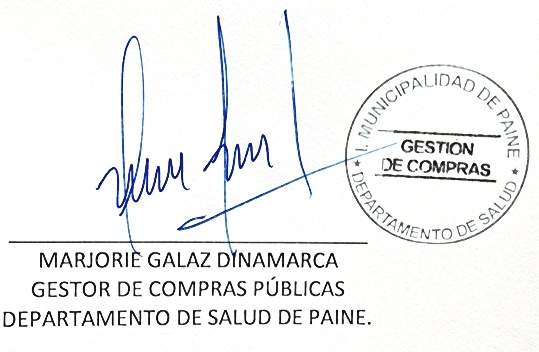 I. MUNICIPALIDAD DE PAINE
GESTION
DE COMPRAS
* DEPARTAMENTO DE SALUD *
MARJORIE GALAZ DINAMARCA
GESTOR DE COMPRAS PÚBLICAS
DEPARTAMENTO DE SALUD DE PAINE.